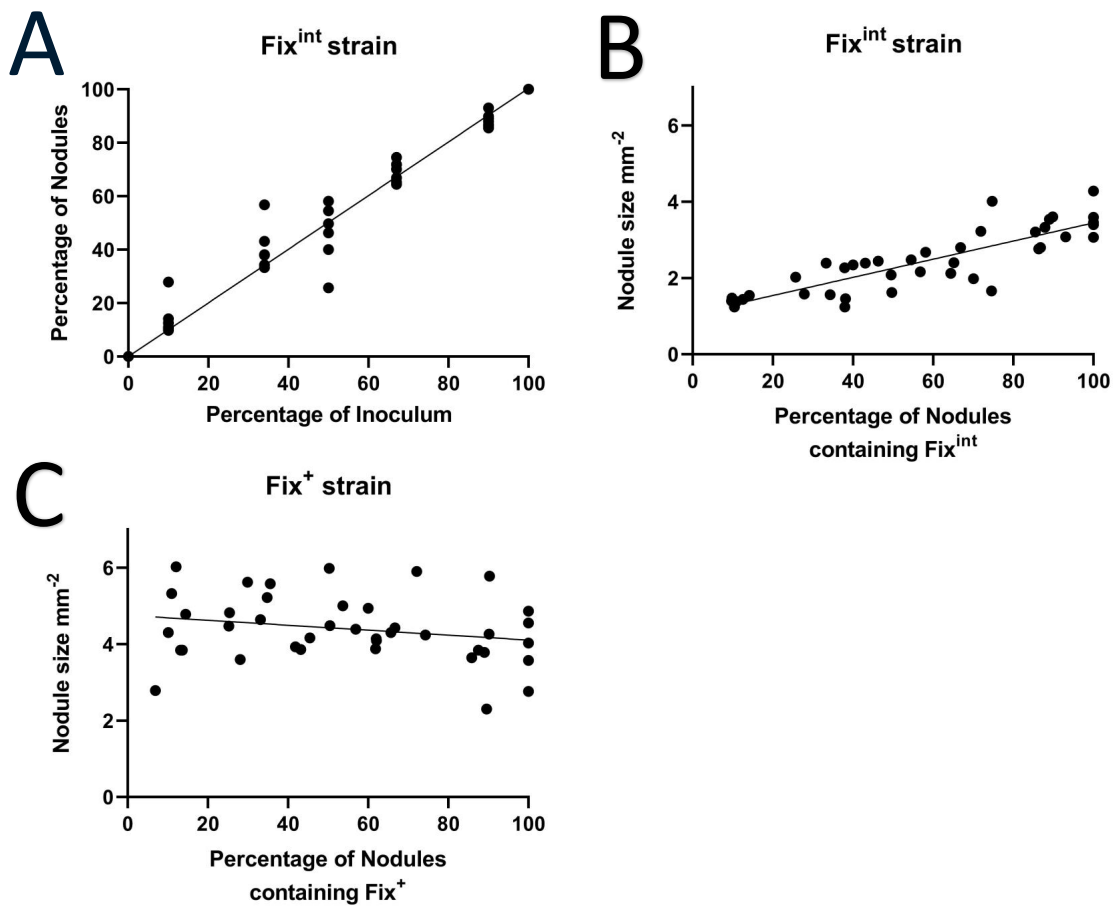 A
Fix^int strain
Percentage of Nodules
100
80
60
40
20
0
0 20 40 60 80 100
Percentage of Inoculum
B
Fix^int strain
Nodule size mm^-2
6
4
2
0
0 20 40 60 80 100
Percentage of Nodules
containing Fix^int
C
Fix^+ strain
Nodule size mm^-2
6
4
2
0
0 20 40 60 80 100
Percentage of Nodules
containing Fix^+